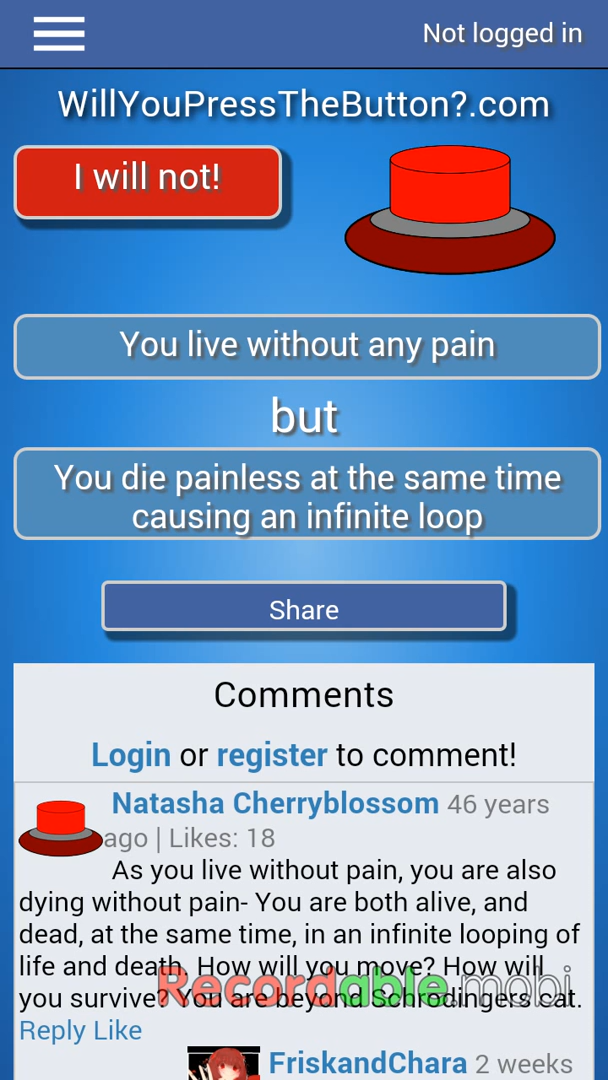 Not logged in
WillYouPressTheButton?.com
I will not!
You live without any pain
but
You die painless at the same time
causing an infinite loop
Share
Comments
Login or register to comment!
Natasha Cherryblossom 46 years
ago | Likes: 18
As you live without pain, you are also
dying without pain- You are both alive, and
dead, at the same time, in an infinite looping of
life and death. How will you move? How will
you survive? You are beyond Schrodingers cat.
Recordable.mobi
Reply Like
FriskandChara 2 weeks